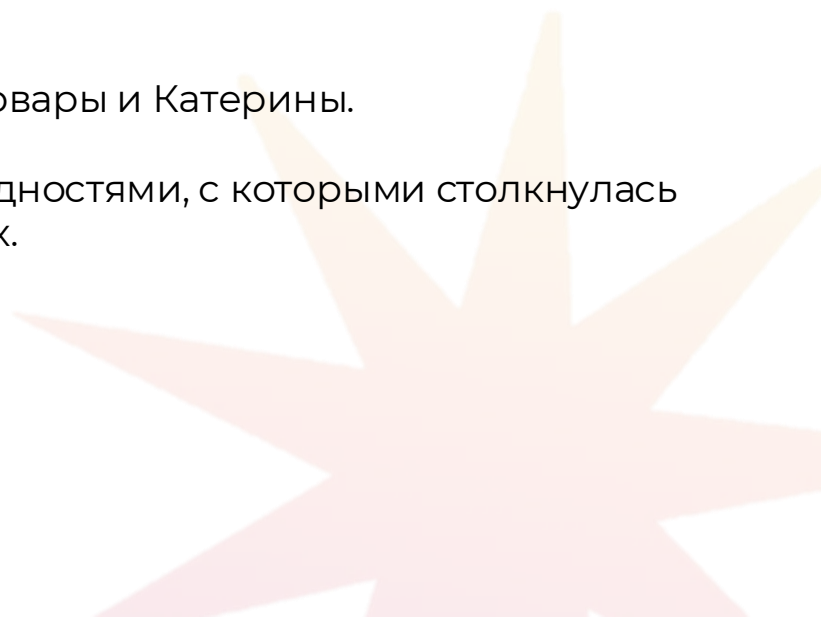 овары и Катерины.
дностями, с которыми столкнулась
х.